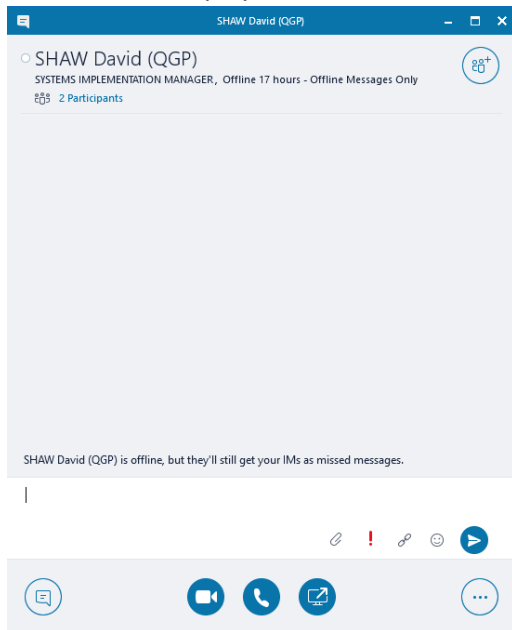 SHAW David (QGP)
SHAW David (QGP)
SYSTEMS IMPLEMENTATION MANAGER, Offline 17 hours - Offline Messages Only
2 Participants
SHAW David (QGP) is offline, but they'll still get your IMs as missed messages.